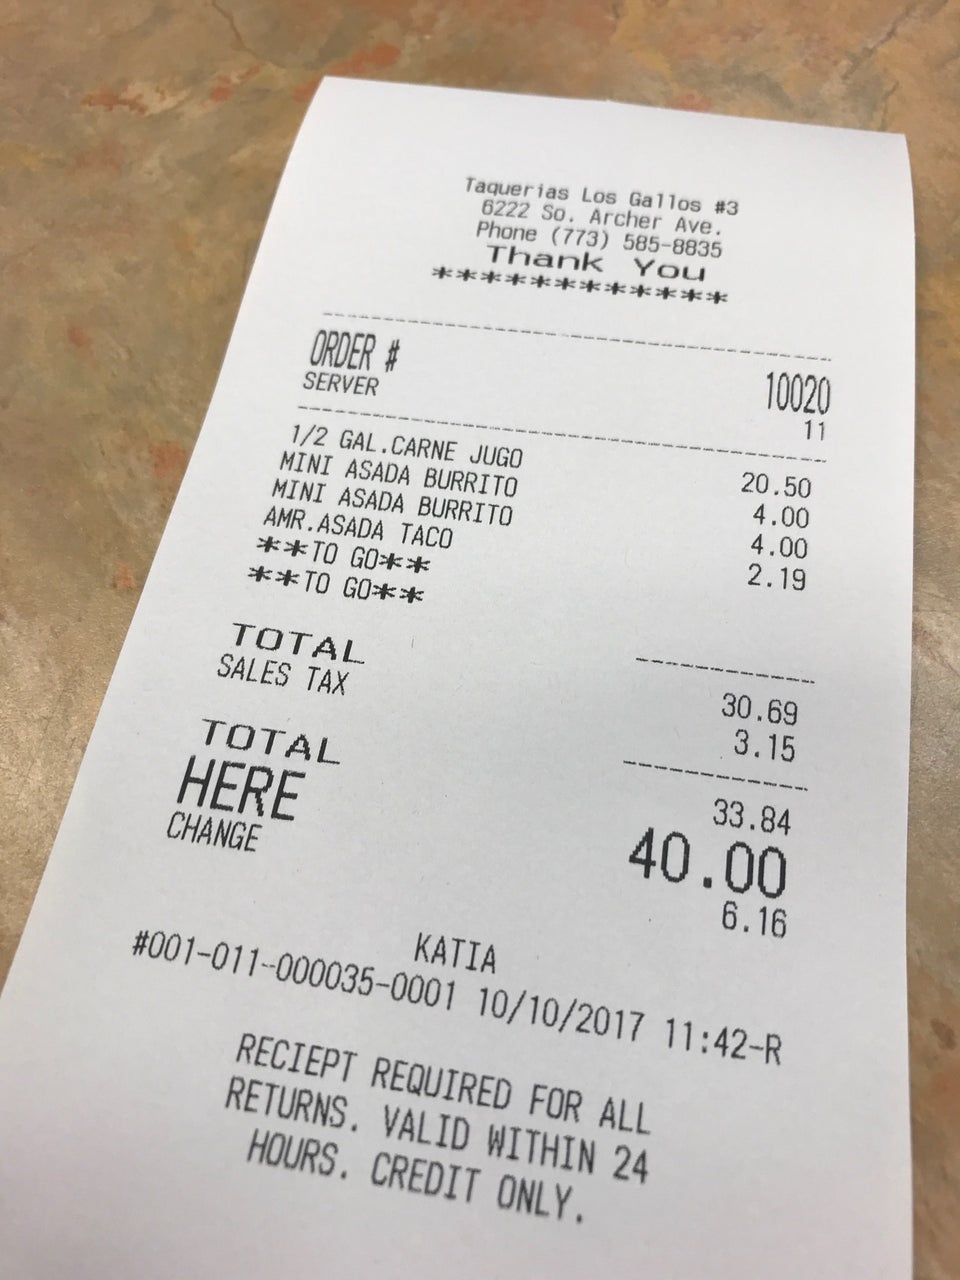 Taquerias Los Gallos #3
6222 So. Archer Ave.
Phone (773) 585-8835
Thank You
************
ORDER # 10020
SERVER 11
1/2 GAL.CARNE JUGO 20.50
MINI ASADA BURRITO 4.00
MINI ASADA BURRITO 4.00
AMR.ASADA TACO 2.19
**TO GO**
**TO GO**
TOTAL 30.69
SALES TAX 3.15
TOTAL 33.84
HERE 40.00
CHANGE 6.16
KATIA
#001-011-000035-0001 10/10/2017 11:42-R
RECIEPT REQUIRED FOR ALL
RETURNS. VALID WITHIN 24
HOURS. CREDIT ONLY.